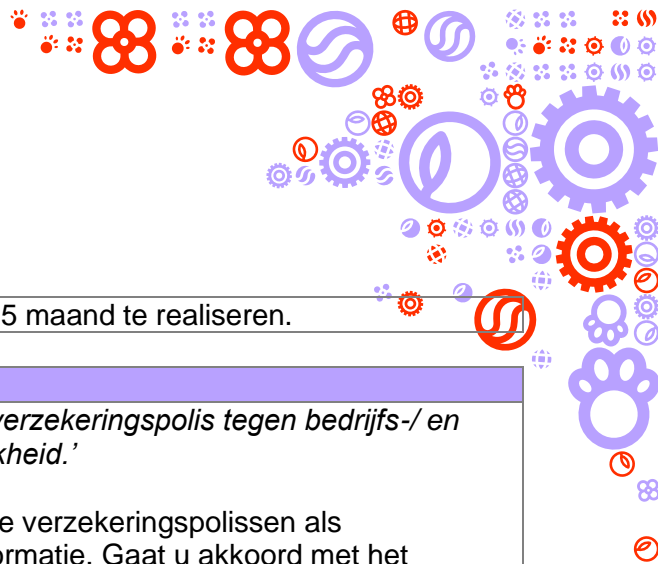 5 maand te realiseren.
verzekeringspolis tegen bedrijfs-/ en
kheid.’
e verzekeringspolissen als
ormatie. Gaat u akkoord met het